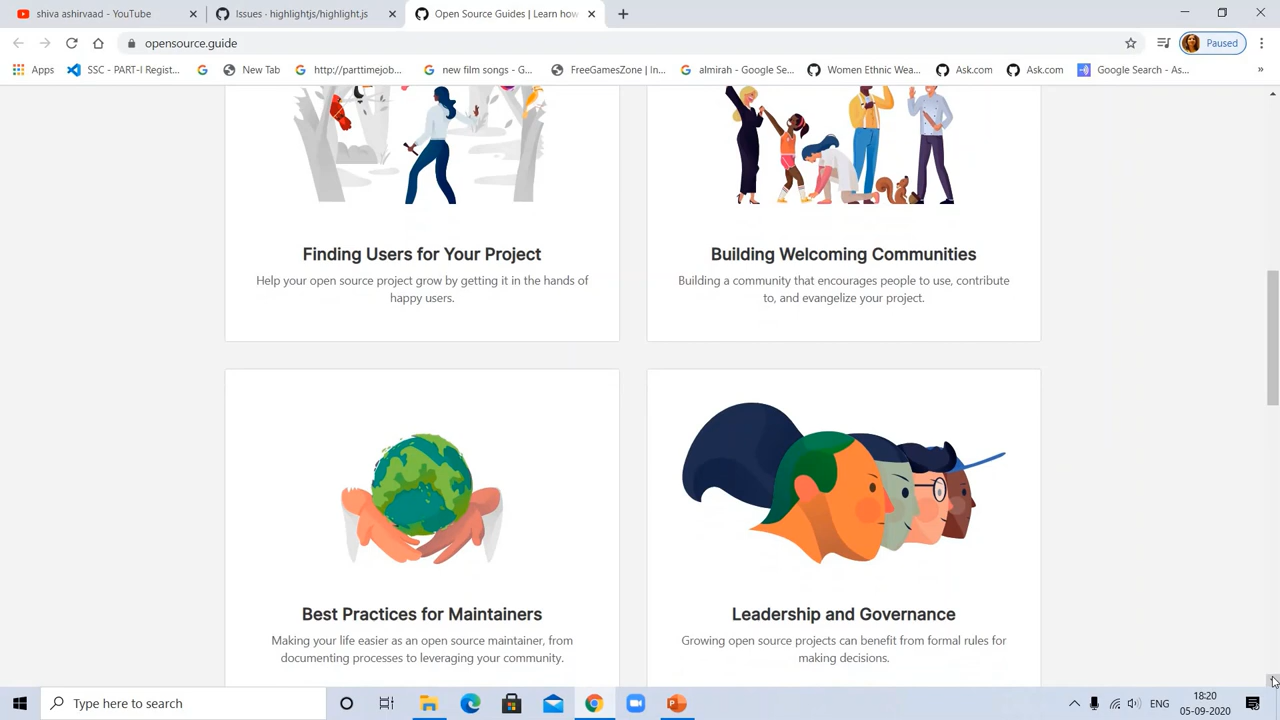 shiva ashirvaad - YouTube
Issues · highlightjs/highlight.js
Open Source Guides | Learn how
opensource.guide
Paused
Apps
SSC - PART-I Regist...
New Tab
http://parttimejob...
new film songs - G...
FreeGamesZone | In...
almirah - Google Se...
Women Ethnic Wea...
Ask.com
Ask.com
Google Search - As...
»
Finding Users for Your Project
Help your open source project grow by getting it in the hands of
happy users.
Building Welcoming Communities
Building a community that encourages people to use, contribute
to, and evangelize your project.
Best Practices for Maintainers
Making your life easier as an open source maintainer, from
documenting processes to leveraging your community.
Leadership and Governance
Growing open source projects can benefit from formal rules for
making decisions.
Type here to search
ENG
18:20
05-09-2020